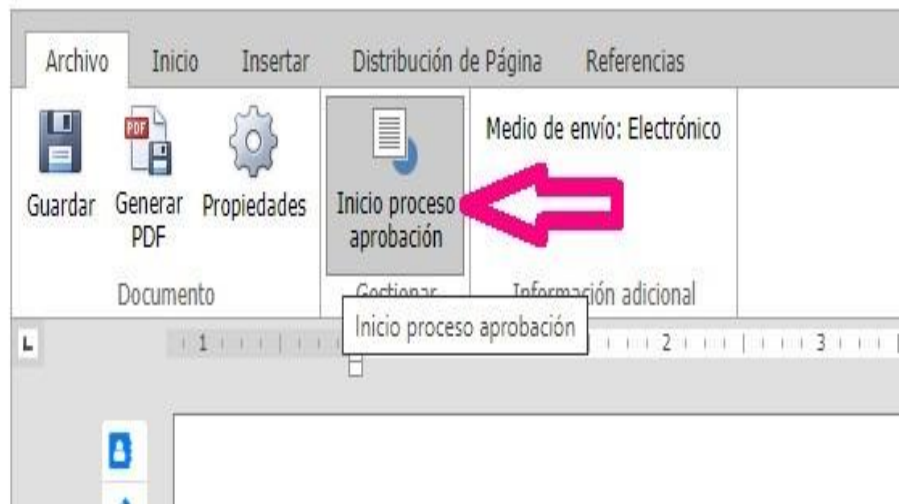 Archivo Inicio Insertar Distribución de Página Referencias
PDF
Medio de envío: Electrónico
Guardar Generar PDF Propiedades Inicio proceso aprobación
Documento Gestionar Información adicional
Inicio proceso aprobación
L 1 2 3